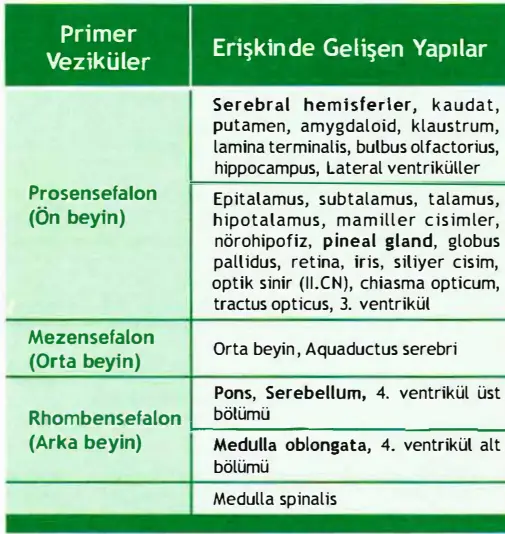 Primer
Veziküler
Erişkinde Gelişen Yapılar
Prosensefalon
(Ön beyin)
Serebral hemisferler, kaudat,
putamen, amygdaloid, klaustrum,
lamina terminalis, bulbus olfactorius,
hippocampus, Lateral ventriküller
Epitalamus, subtalamus, talamus,
hipotalamus, mamiller cisimler,
nörohipofiz, pineal gland, globus
pallidus, retina, iris, siliyer cisim,
optik sinir (II.CN), chiasma opticum,
tractus opticus, 3. ventrikül
Mezensefalon
(Orta beyin)
Orta beyin, Aquaductus serebri
Rhombensefalon
(Arka beyin)
Pons, Serebellum, 4. ventrikül üst
bölümü
Medulla oblongata, 4. ventrikül alt
bölümü
Medulla spinalis